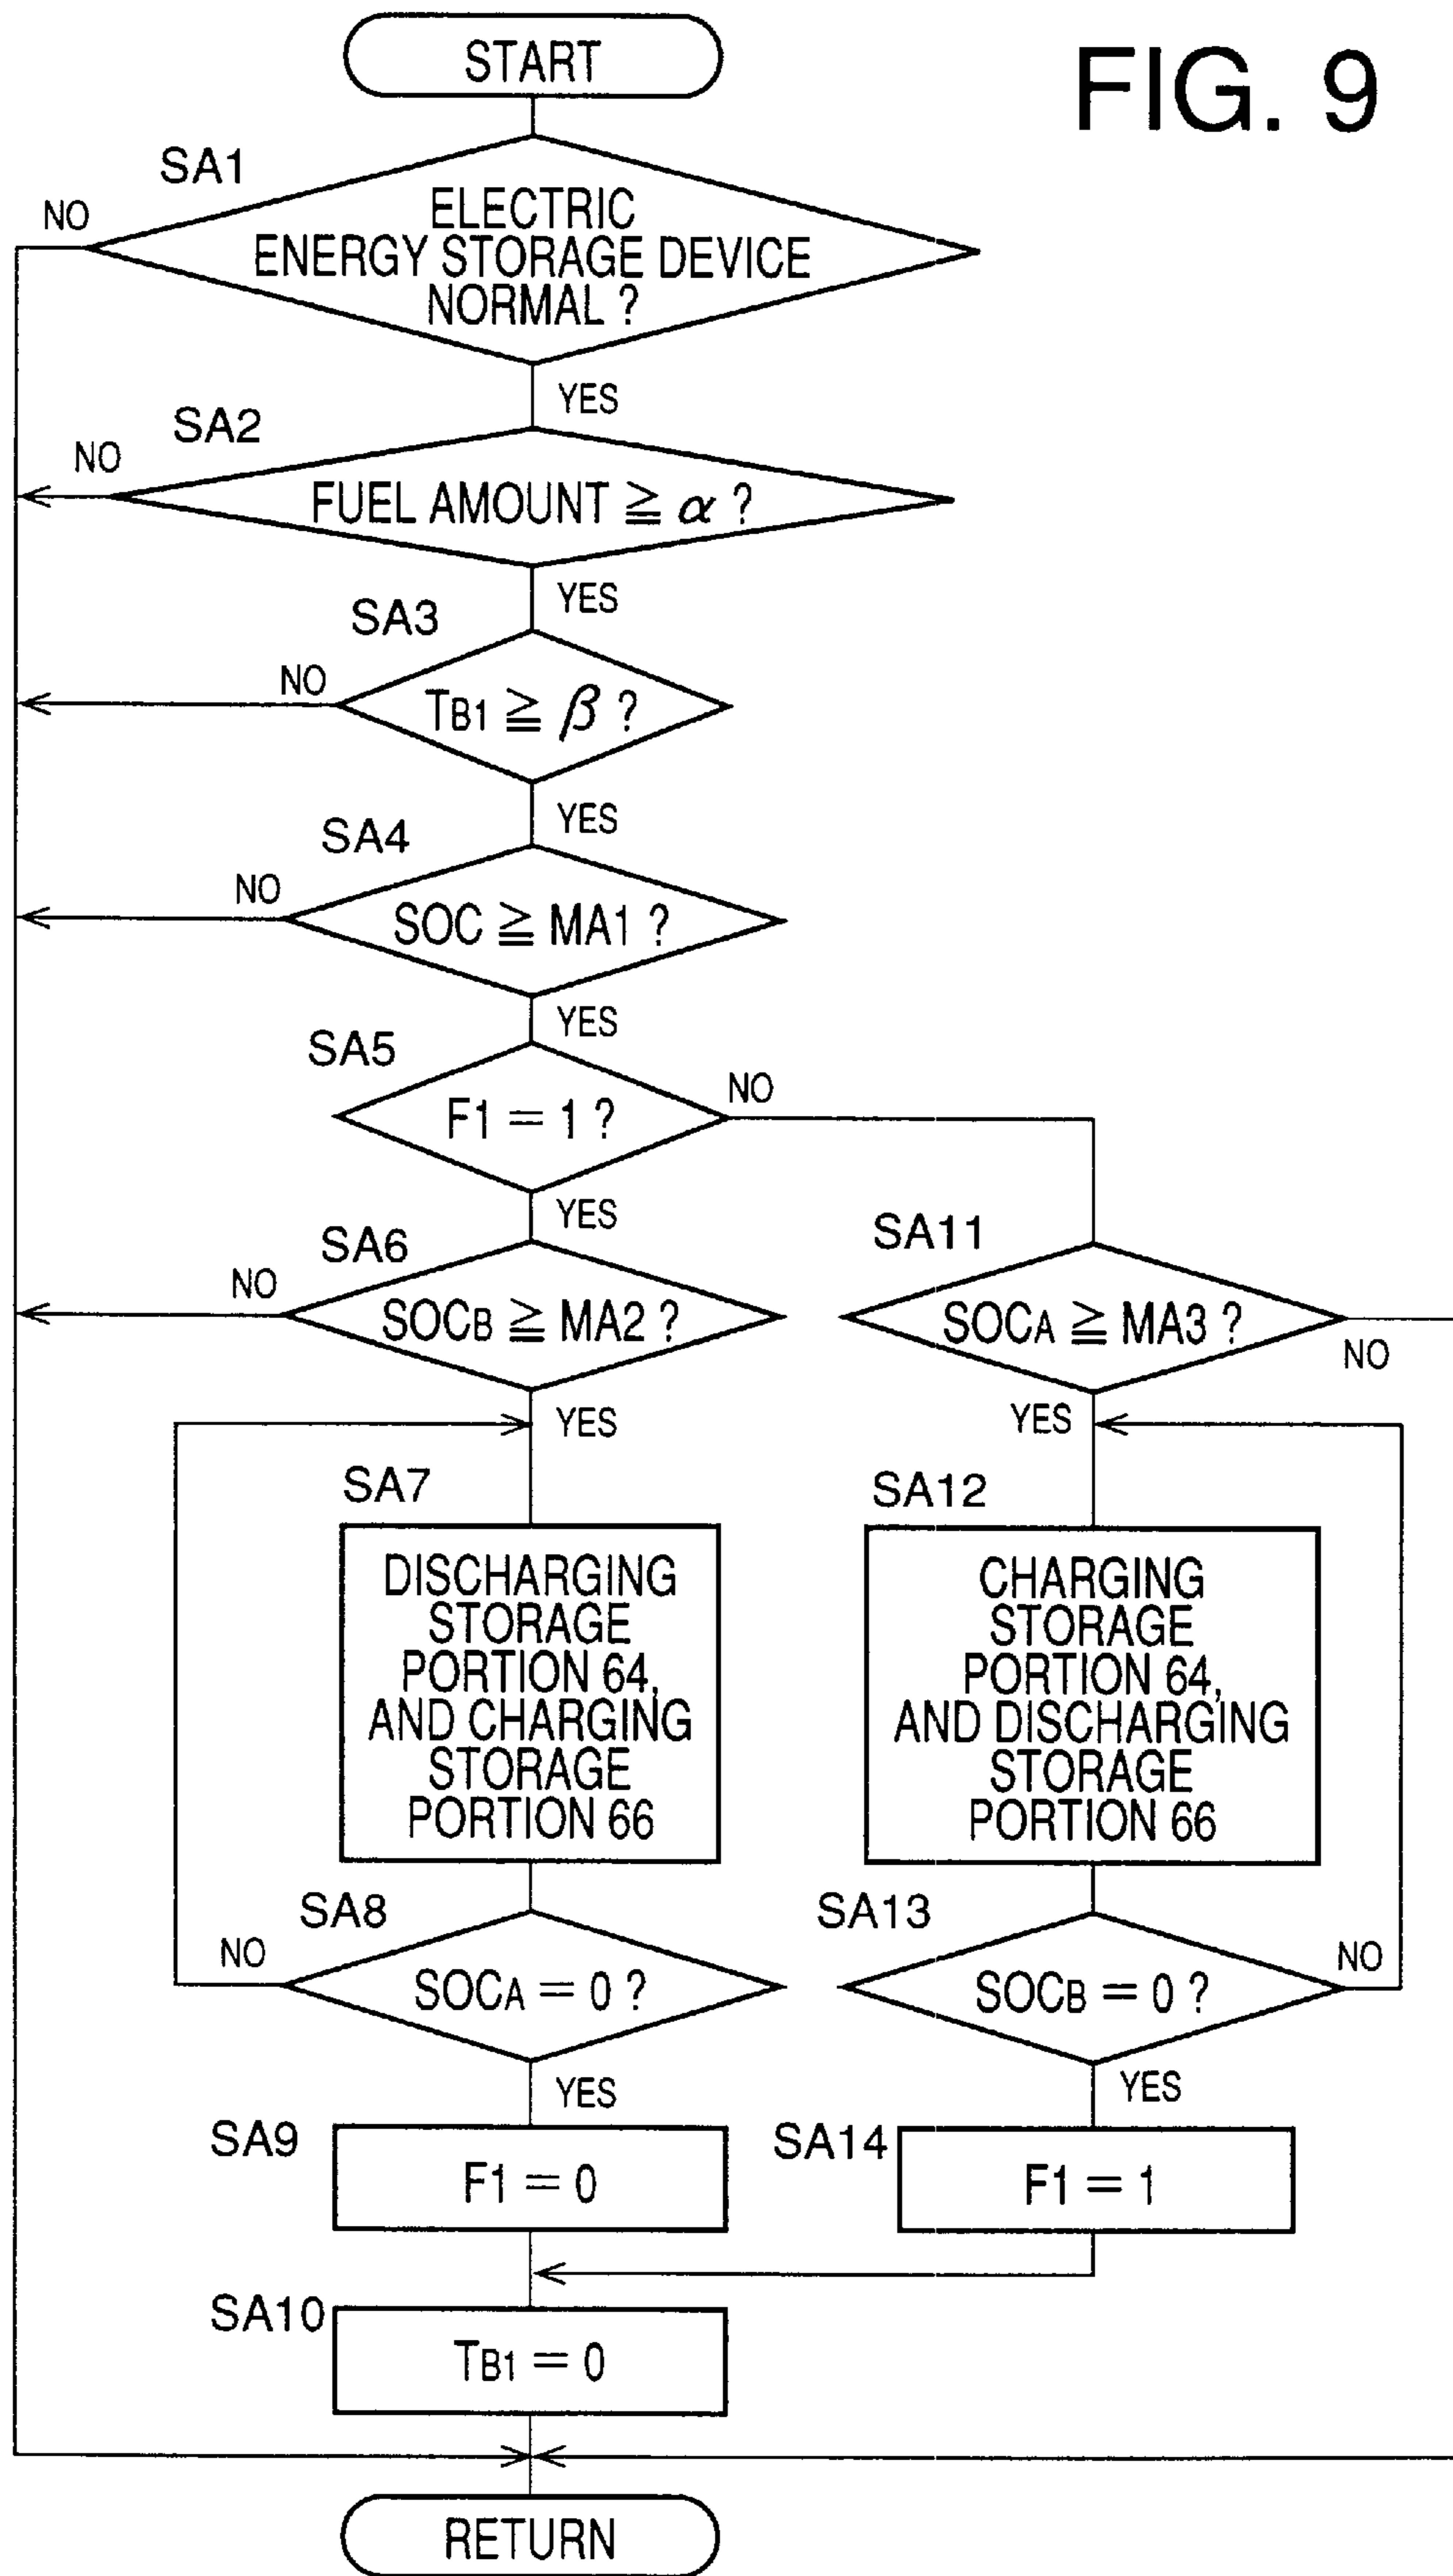 FIG. 9
START
SA1
NO
ELECTRIC
ENERGY STORAGE DEVICE
NORMAL ?
YES
SA2
NO
FUEL AMOUNT ≧ α ?
YES
SA3
NO
TB1 ≧ β ?
YES
SA4
NO
SOC ≧ MA1 ?
YES
SA5
F1 = 1 ?
NO
YES
SA6
NO
SOCB ≧ MA2 ?
YES
SA11
SOCA ≧ MA3 ?
NO
YES
SA7
DISCHARGING
STORAGE
PORTION 64,
AND CHARGING
STORAGE
PORTION 66
SA12
CHARGING
STORAGE
PORTION 64,
AND DISCHARGING
STORAGE
PORTION 66
SA8
NO
SOCA = 0 ?
YES
SA13
SOCB = 0 ?
NO
YES
SA9
F1 = 0
SA14
F1 = 1
SA10
TB1 = 0
RETURN